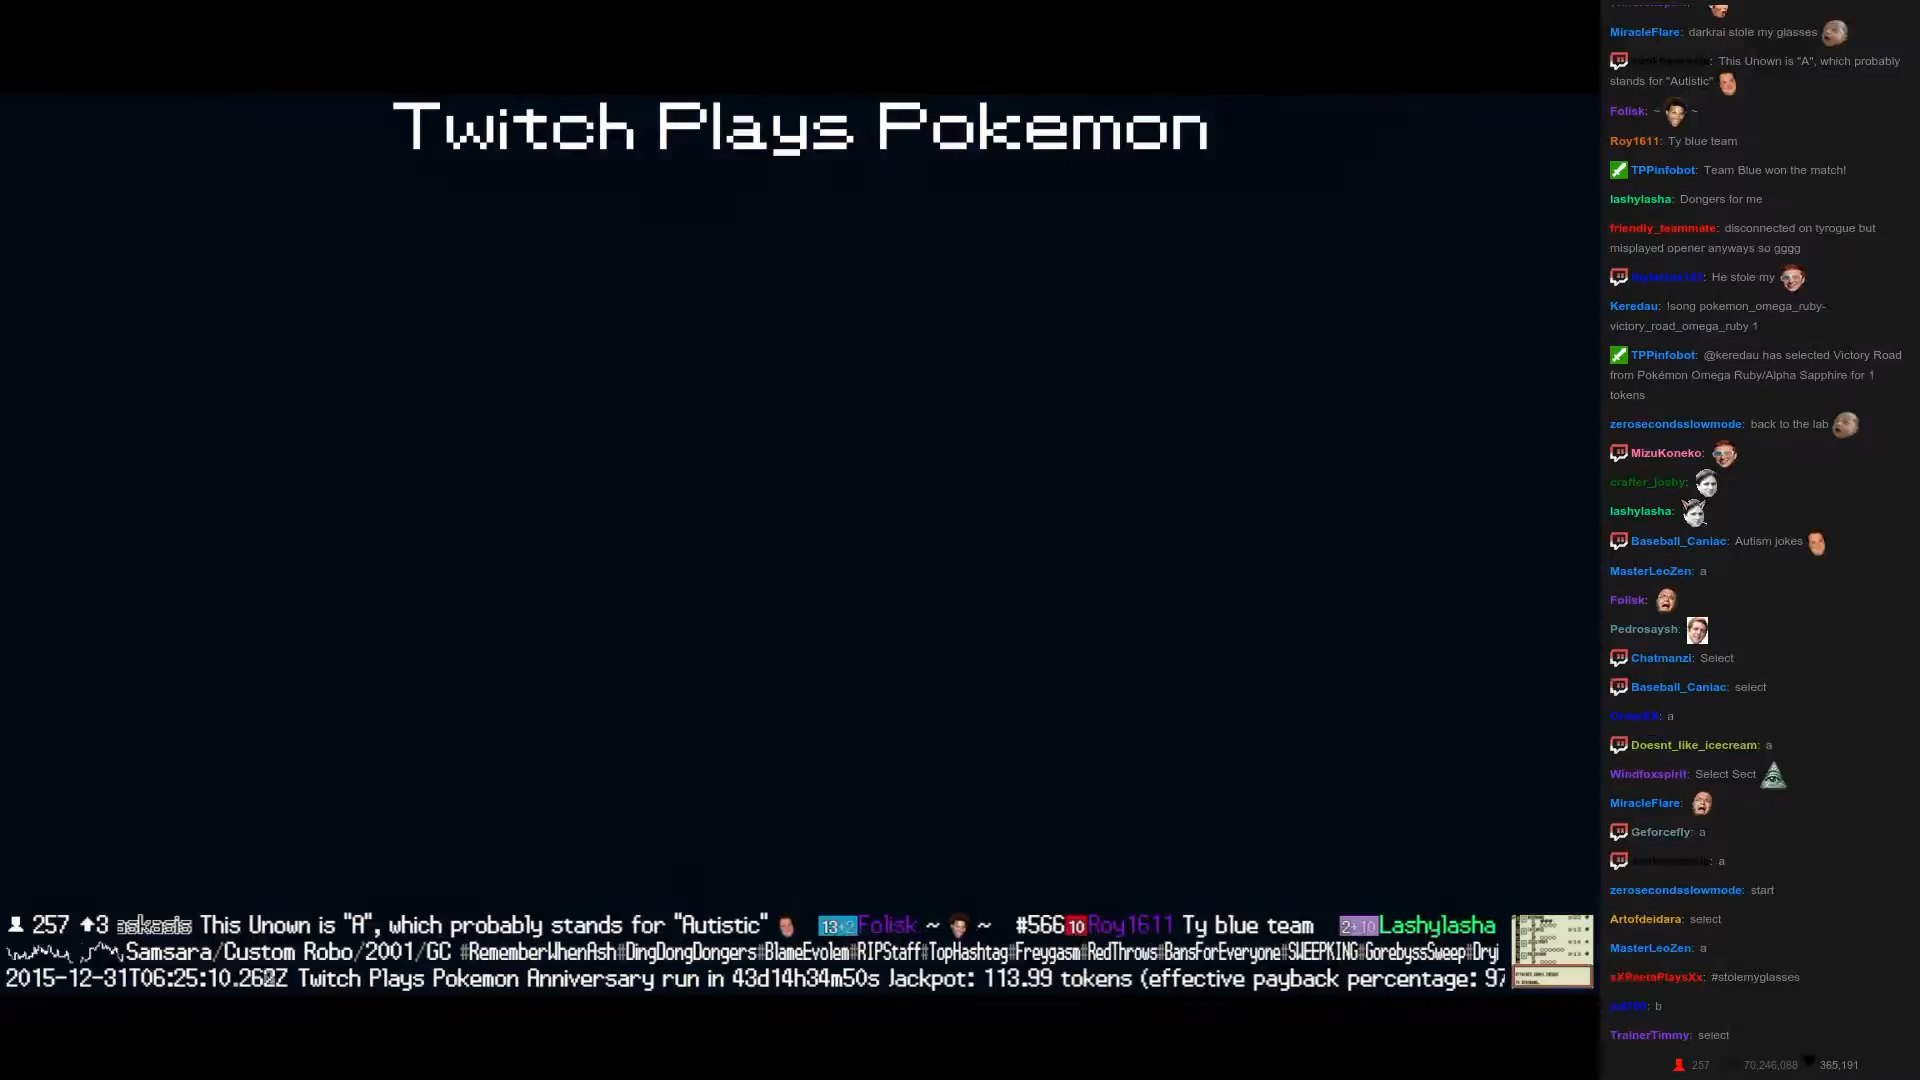 Twitch Plays Pokemon
257 3 This Unown is "A", which probably stands for "Autistic" 13+2 Folisk ~ ~ #566 10 Roy1611 Ty blue team 2+10 Lashylasha
Samsara/Custom Robo/2001/GC #RememberWhenAsh#DingDongDongers#BlameEvolem#RIPStaff#TopHashtag#Freygasm#RedThrows#BansForEveryone#SWEEPKING#GorebyssSweep#Dryj
Twitch Plays Pokemon Anniversary run in 43d14h34m50s Jackpot: 113.99 tokens (effective payback percentage: 97
MiracleFlare: darkrai stole my glasses
: This Unown is "A", which probably
stands for "Autistic"
Folisk: ~ ~
Roy1611: Ty blue team
TPPinfobot: Team Blue won the match!
lashylasha: Dongers for me
friendly_teammate: disconnected on tyrogue but
misplayed opener anyways so gggg
: He stole my
Keredau: !song pokemon_omega_ruby-
victory_road_omega_ruby 1
TPPinfobot: @keredau has selected Victory Road
from Pokémon Omega Ruby/Alpha Sapphire for 1
tokens
zerosecondsslowmode: back to the lab
MizuKoneko:
crafter_joshy:
lashylasha:
Baseball_Caniac: Autism jokes
MasterLeoZen: a
Folisk:
Pedrosaysh:
Chatmanzi: Select
Baseball_Caniac: select
: a
Doesnt_like_icecream: a
Windfoxspirit: Select Sect
MiracleFlare:
Geforcefly: a
: a
zerosecondsslowmode: start
Artofdeidara: select
MasterLeoZen: a
xXPeeraPlaysXx: #stolemyglasses
: b
TrainerTimmy: select
257 70,246,088 365,191